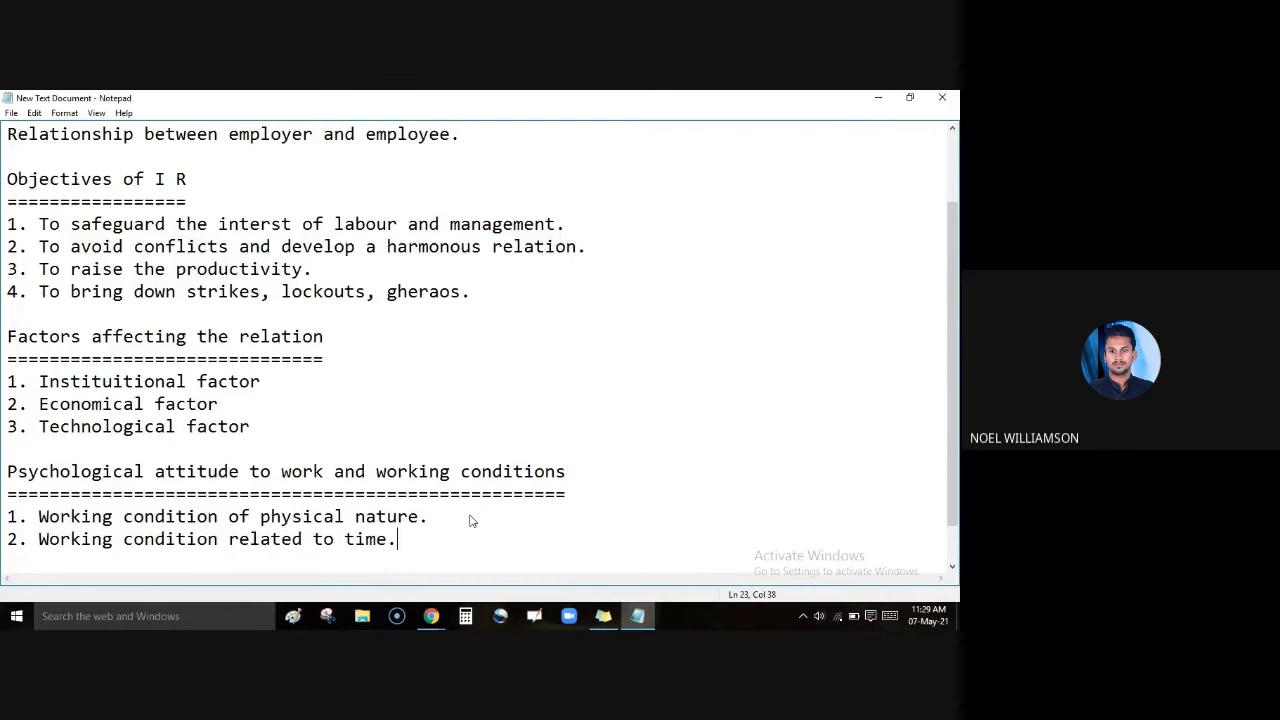 New Text Document - Notepad
File Edit Format View Help
Relationship between employer and employee.
Objectives of I R
=================
1. To safeguard the interst of labour and management.
2. To avoid conflicts and develop a harmonous relation.
3. To raise the productivity.
4. To bring down strikes, lockouts, gheraos.
Factors affecting the relation
==============================
1. Instituitional factor
2. Economical factor
3. Technological factor
Psychological attitude to work and working conditions
=====================================================
1. Working condition of physical nature.
2. Working condition related to time.
Activate Windows
Go to Settings to activate Windows.
Ln 23, Col 38
Search the web and Windows
11:29 AM
07-May-21
NOEL WILLIAMSON